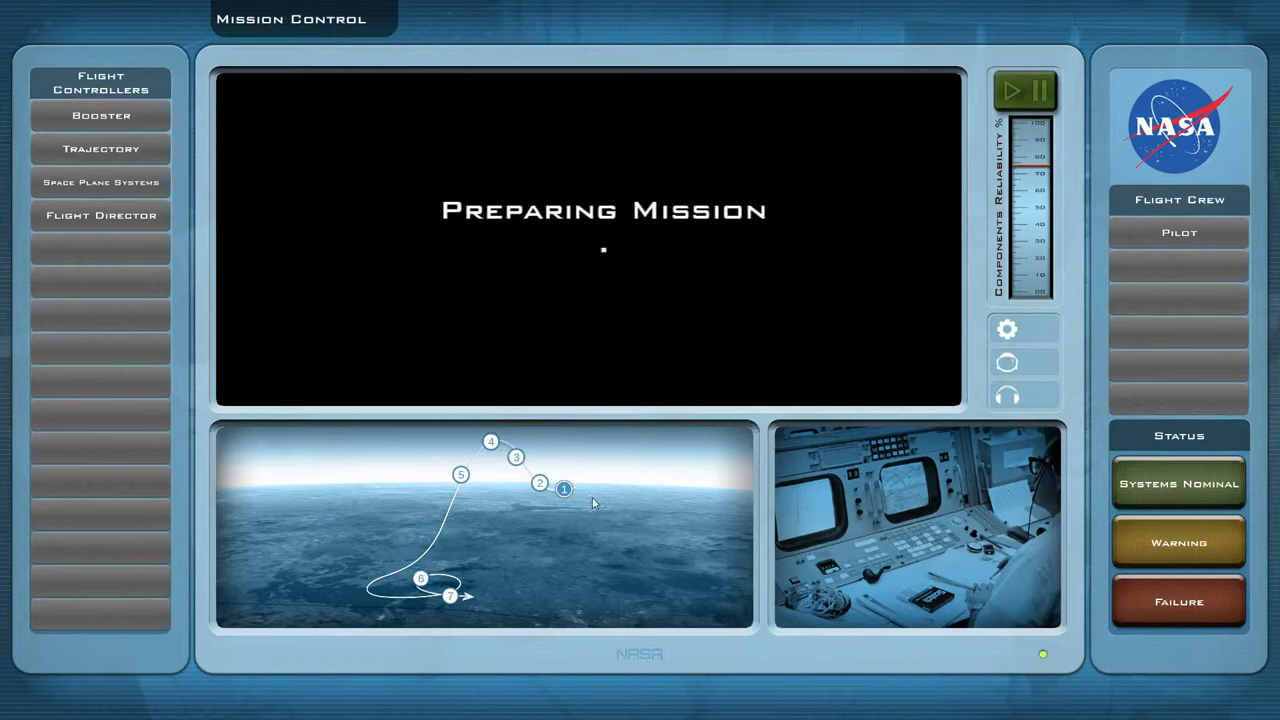 Mission Control
Flight
Controllers
Booster
Trajectory
Space Plane Systems
Flight Director
Preparing Mission
Components Reliability %
100
90
80
70
60
50
40
30
20
10
00
4
3
5
2
1
6
7
NASA
NASA
Flight Crew
Pilot
Status
Systems Nominal
Warning
Failure